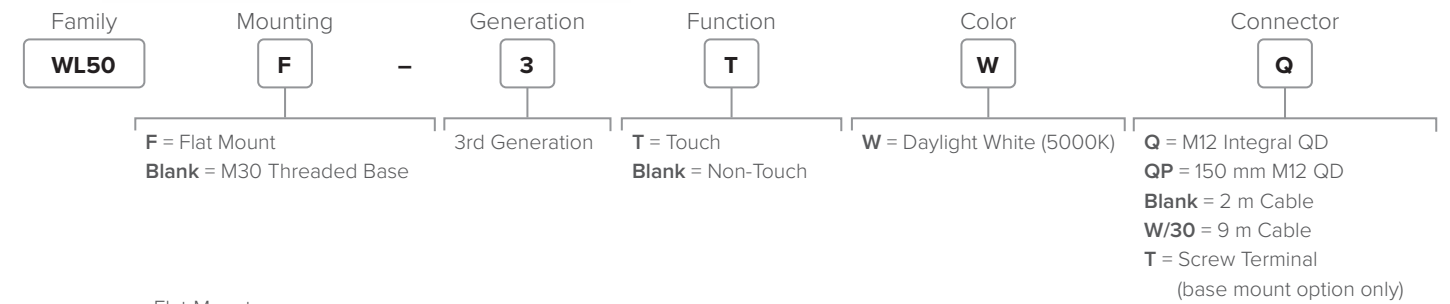 Family Mounting Generation Function Color Connector
WL50 F – 3 T W Q
F = Flat Mount 3rd Generation T = Touch W = Daylight White (5000K) Q = M12 Integral QD
Blank = M30 Threaded Base Blank = Non-Touch QP = 150 mm M12 QD
Blank = 2 m Cable
W/30 = 9 m Cable
T = Screw Terminal
(base mount option only)
Flat Mount